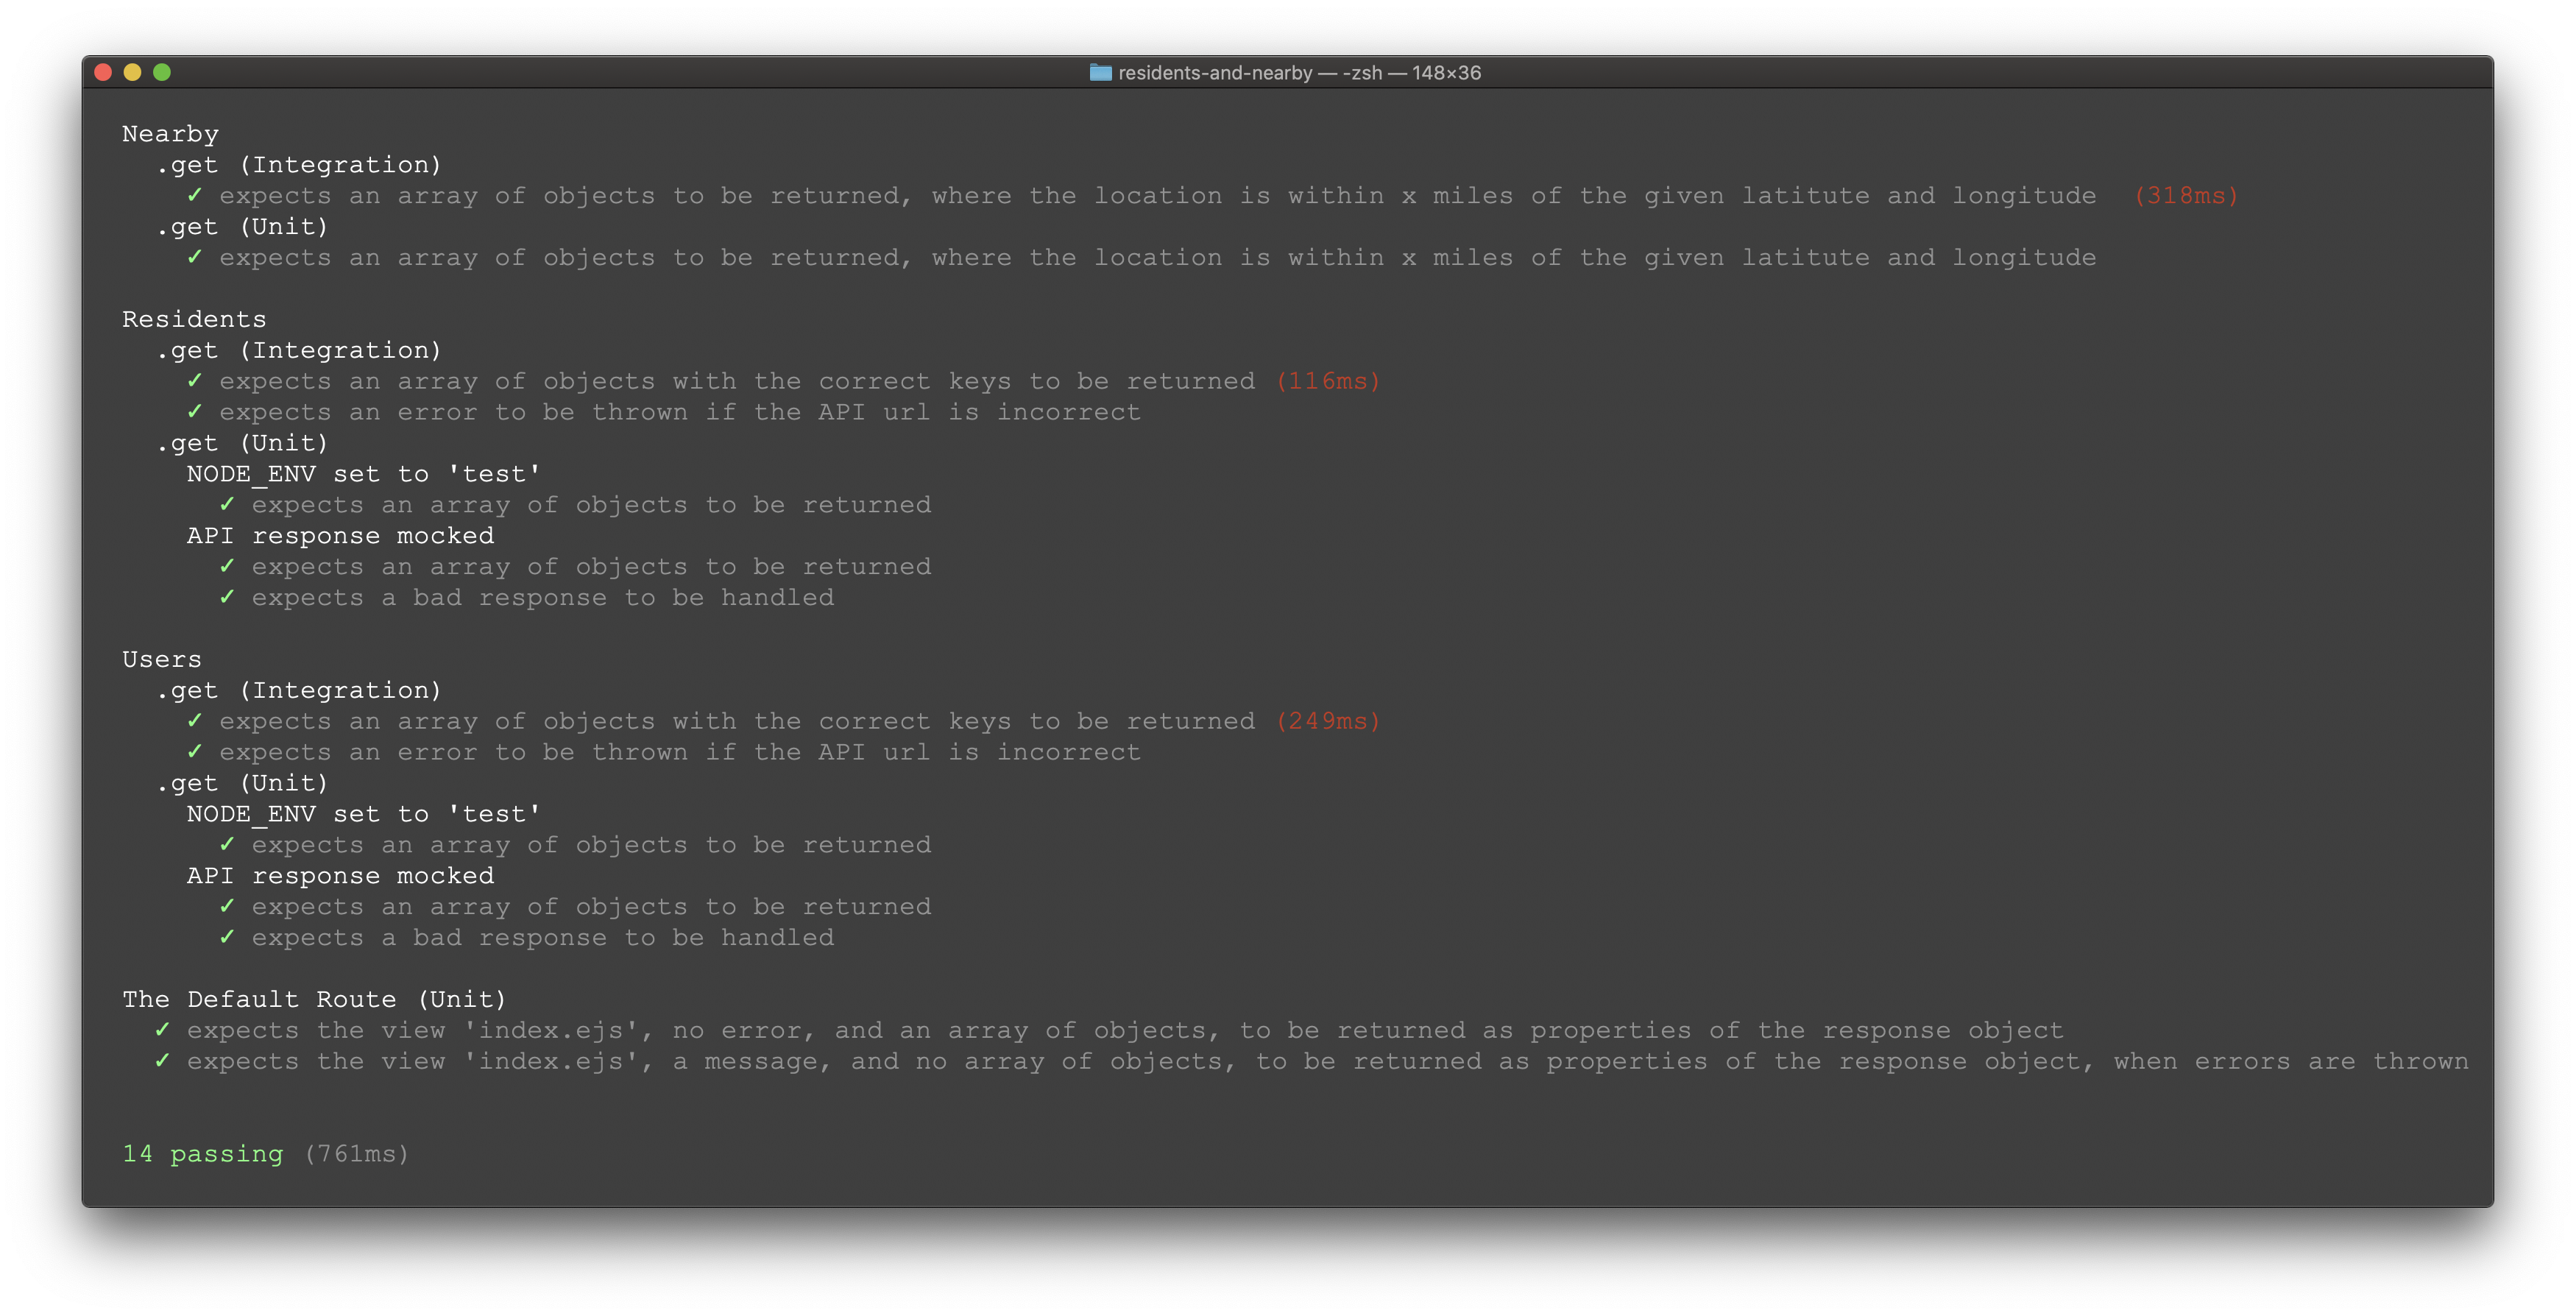 residents-and-nearby — -zsh — 148×36
Nearby
.get (Integration)
✓ expects an array of objects to be returned, where the location is within x miles of the given latitute and longitude  (318ms)
.get (Unit)
✓ expects an array of objects to be returned, where the location is within x miles of the given latitute and longitude
Residents
.get (Integration)
✓ expects an array of objects with the correct keys to be returned (116ms)
✓ expects an error to be thrown if the API url is incorrect
.get (Unit)
NODE_ENV set to 'test'
✓ expects an array of objects to be returned
API response mocked
✓ expects an array of objects to be returned
✓ expects a bad response to be handled
Users
.get (Integration)
✓ expects an array of objects with the correct keys to be returned (249ms)
✓ expects an error to be thrown if the API url is incorrect
.get (Unit)
NODE_ENV set to 'test'
✓ expects an array of objects to be returned
API response mocked
✓ expects an array of objects to be returned
✓ expects a bad response to be handled
The Default Route (Unit)
✓ expects the view 'index.ejs', no error, and an array of objects, to be returned as properties of the response object
✓ expects the view 'index.ejs', a message, and no array of objects, to be returned as properties of the response object, when errors are thrown
14 passing (761ms)